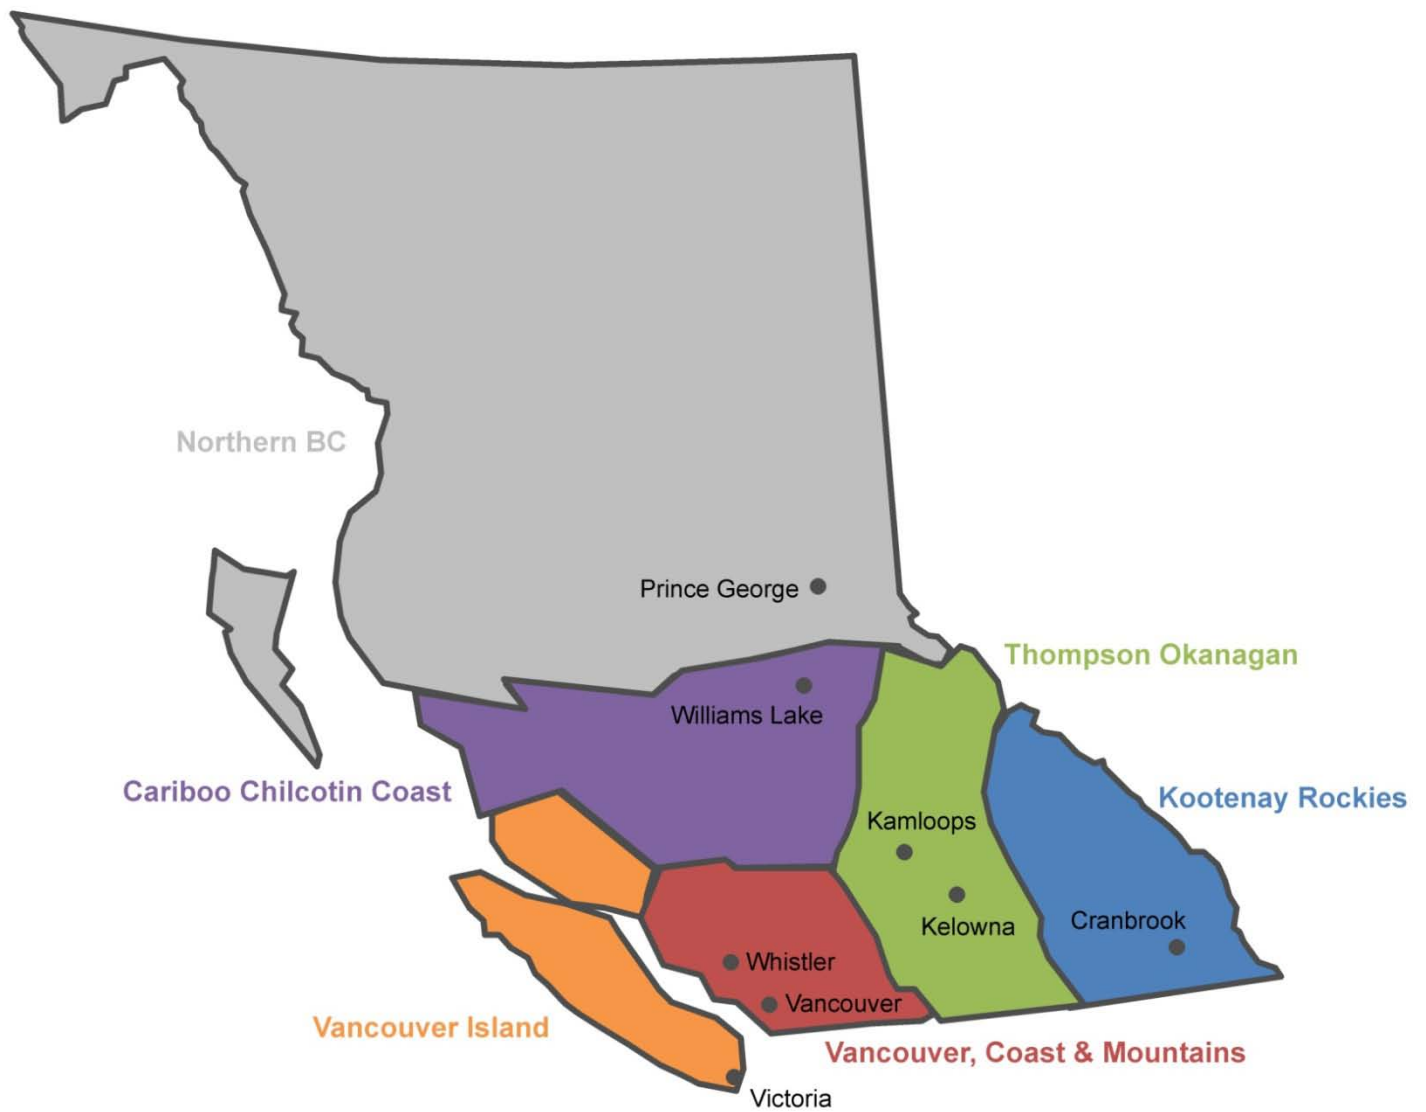 Northern BC
Prince George
Thompson Okanagan
Williams Lake
Cariboo Chilcotin Coast
Kootenay Rockies
Kamloops
Kelowna
Cranbrook
Whistler
Vancouver
Vancouver Island
Vancouver, Coast & Mountains
Victoria